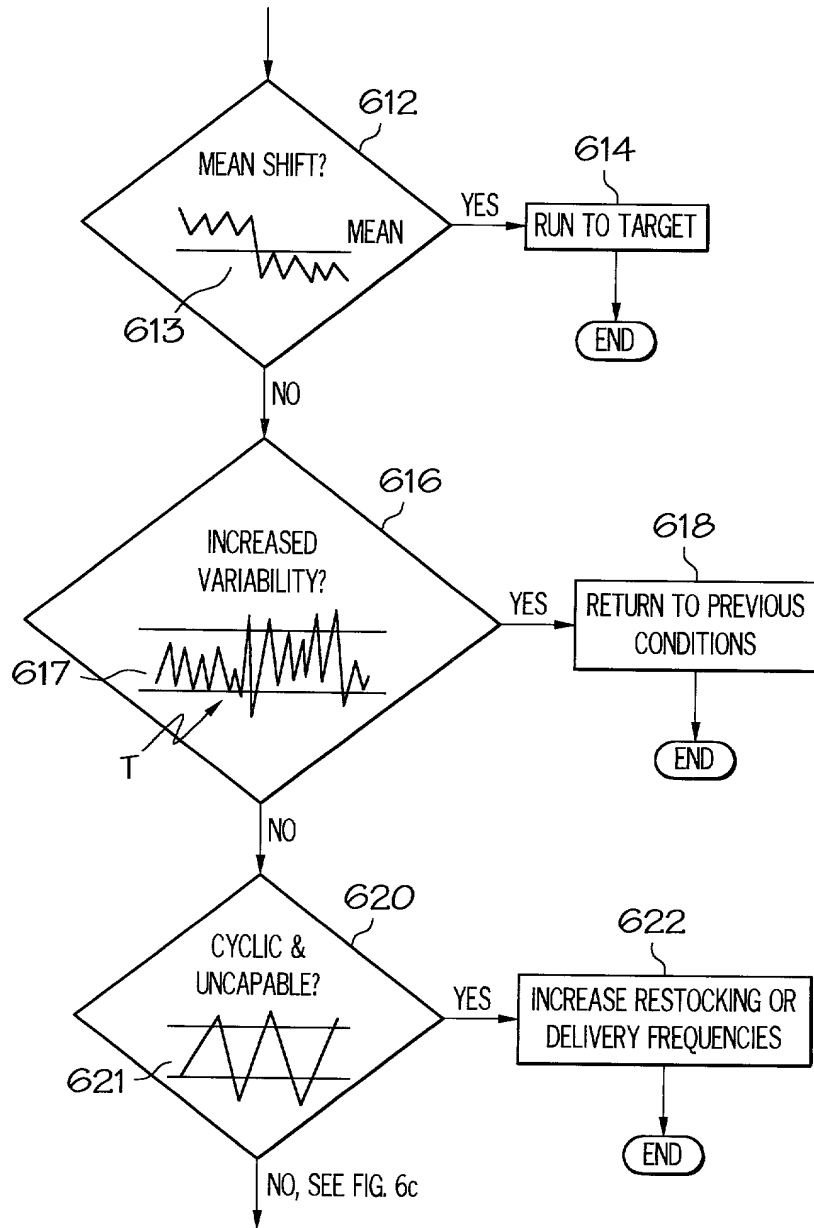 612
MEAN SHIFT?
MEAN
613
YES
614
RUN TO TARGET
END
NO
616
INCREASED
VARIABILITY?
617
T
YES
618
RETURN TO PREVIOUS
CONDITIONS
END
NO
620
CYCLIC &
UNCAPABLE?
621
YES
622
INCREASE RESTOCKING OR
DELIVERY FREQUENCIES
END
NO, SEE FIG. 6c